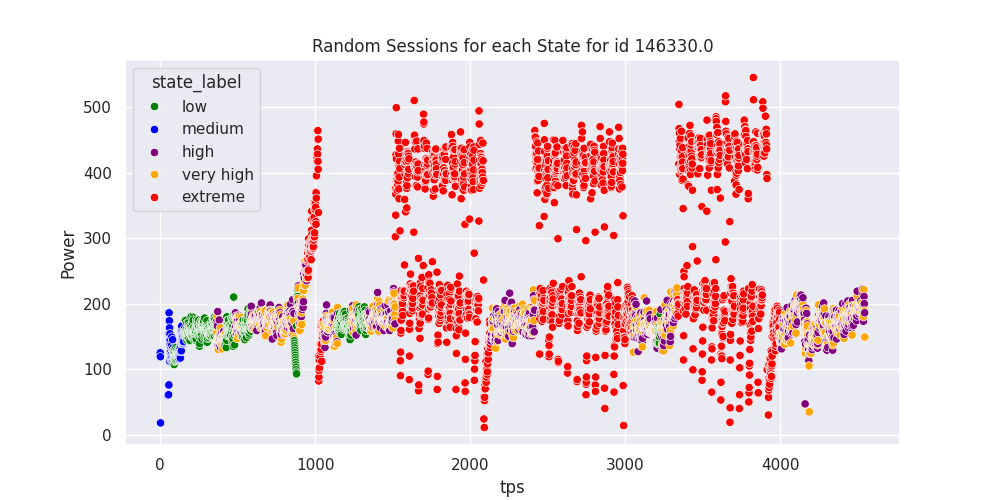 Random Sessions for each State for id 146330.0
state_label
low
medium
high
very high
extreme
500
400
300
200
100
0
Power
0 1000 2000 3000 4000
tps